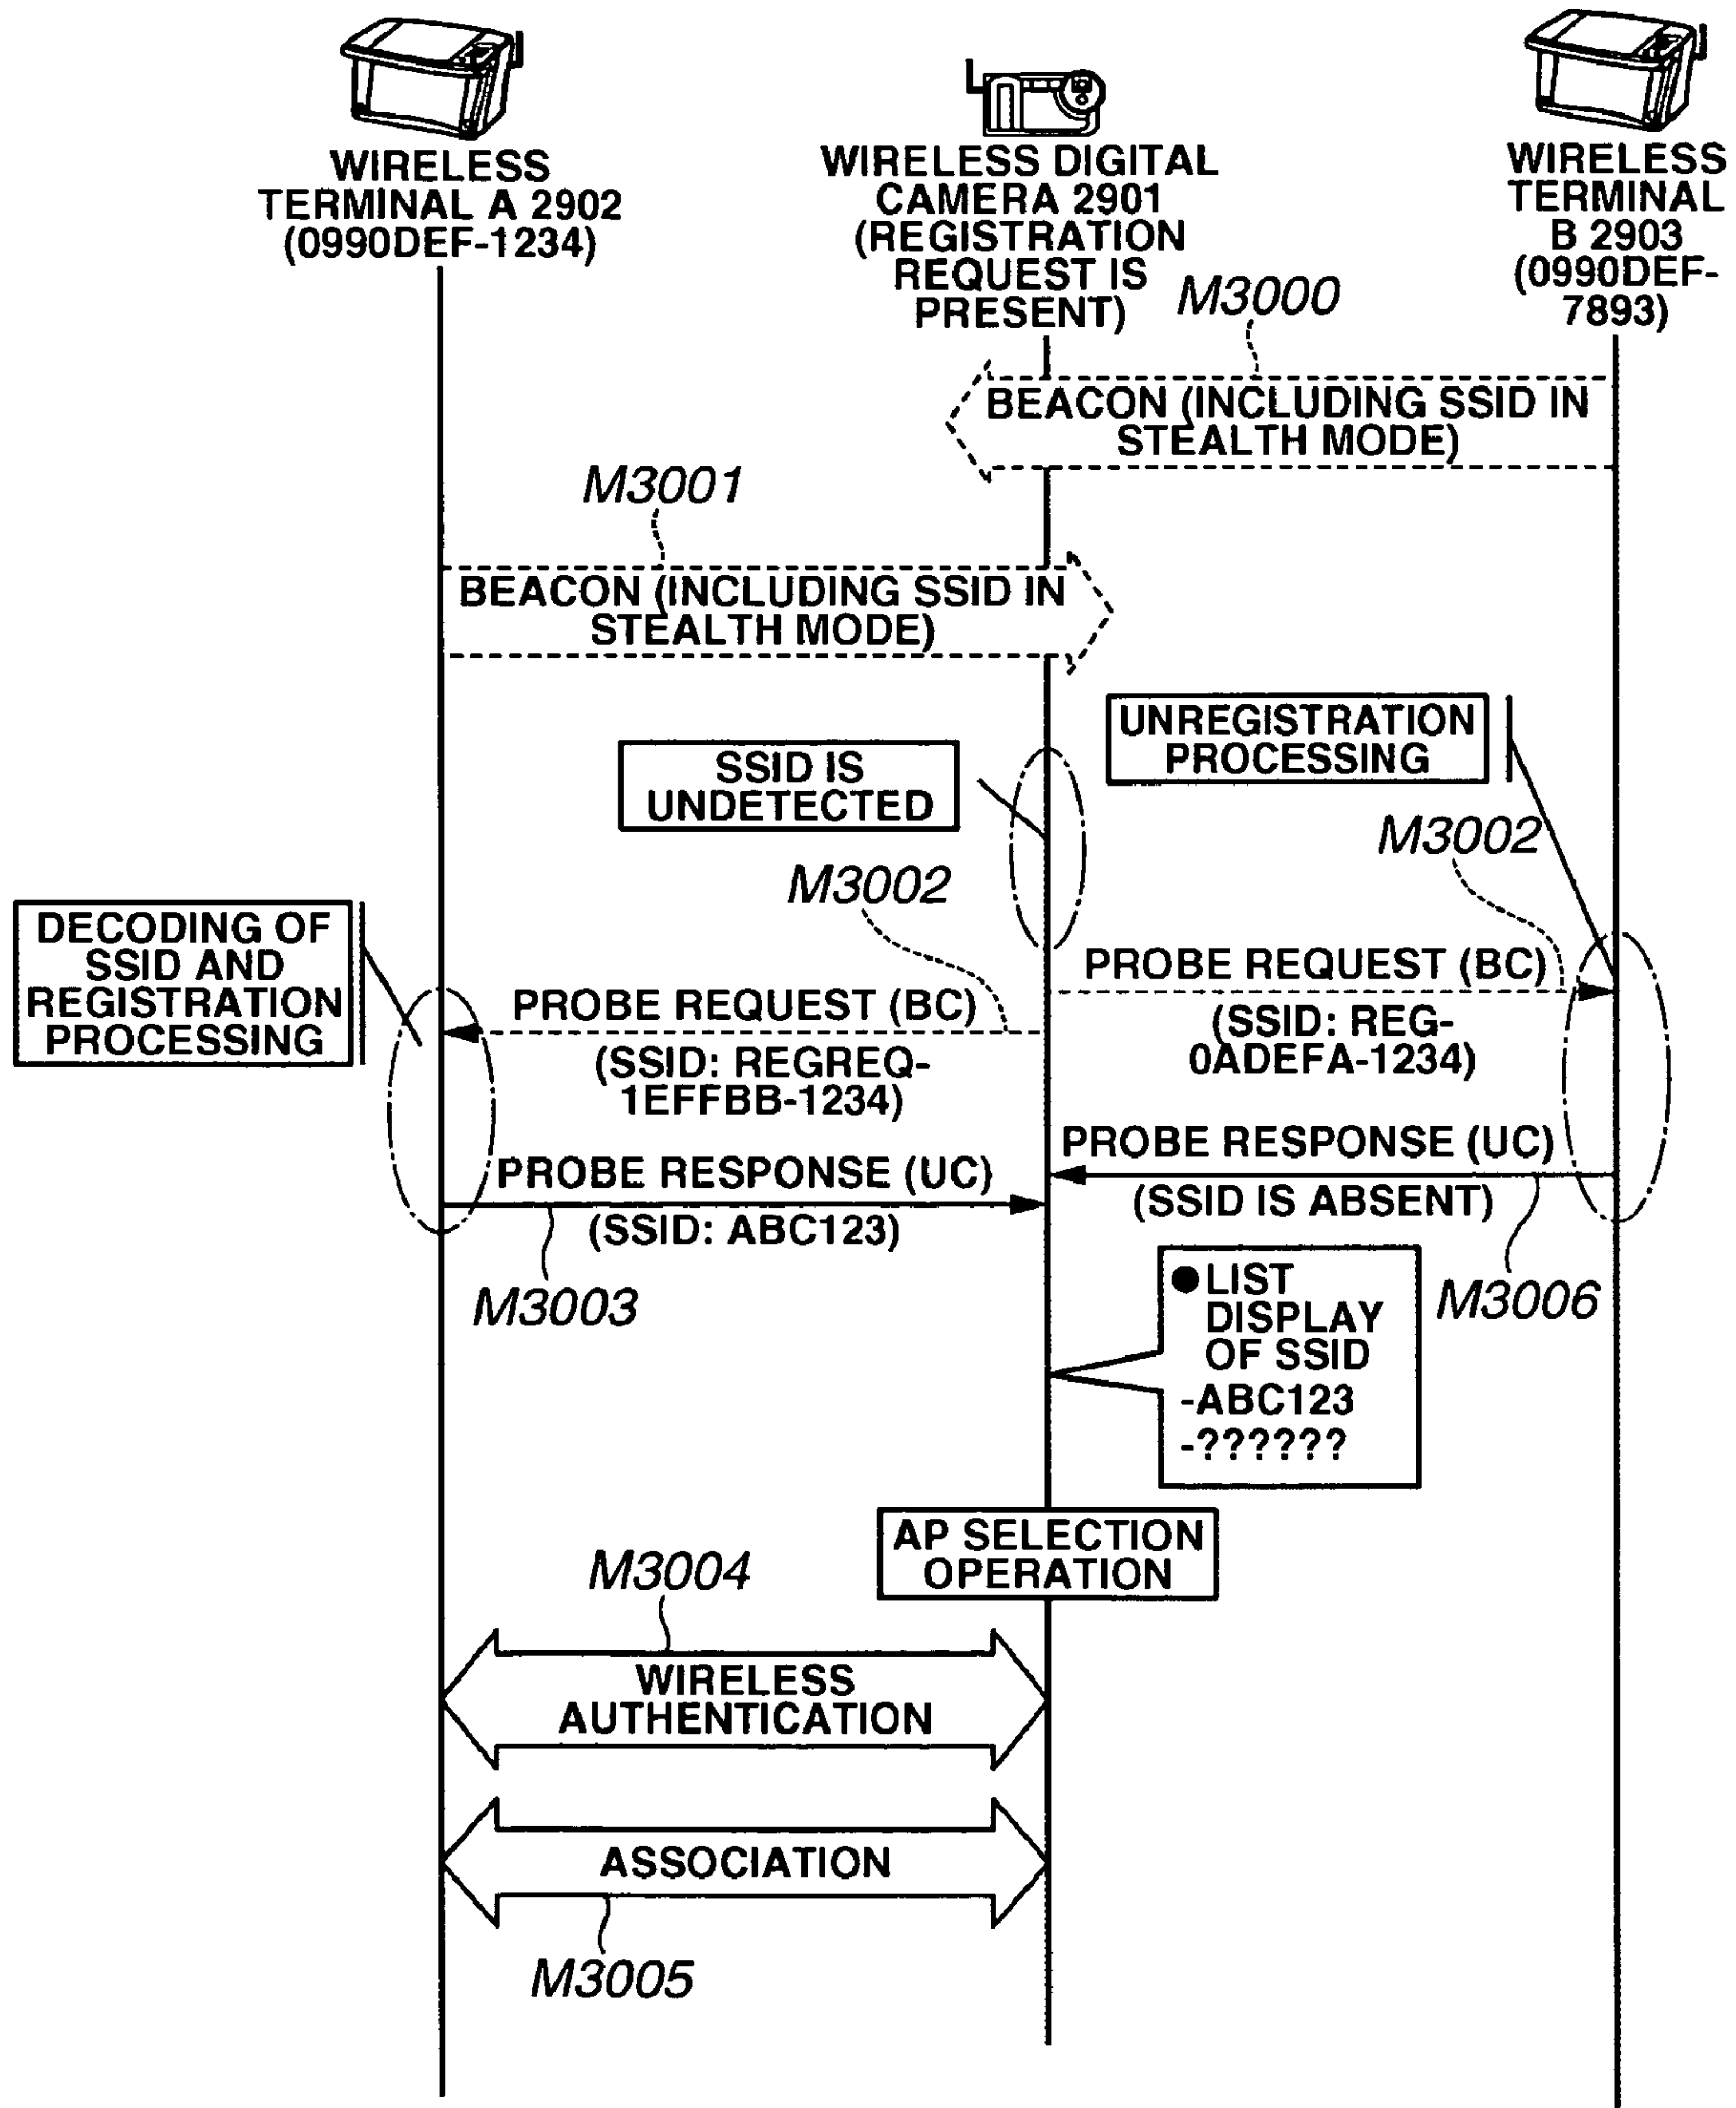 WIRELESS
TERMINAL A 2902
(0990DEF-1234)
WIRELESS DIGITAL
CAMERA 2901
(REGISTRATION
REQUEST IS
PRESENT)
WIRELESS
TERMINAL
B 2903
(0990DEF-
7893)
M3000
BEACON (INCLUDING SSID IN
STEALTH MODE)
M3001
BEACON (INCLUDING SSID IN
STEALTH MODE)
UNREGISTRATION
PROCESSING
SSID IS
UNDETECTED
M3002
M3002
DECODING OF
SSID AND
REGISTRATION
PROCESSING
PROBE REQUEST (BC)
(SSID: REG-
0ADEFA-1234)
PROBE REQUEST (BC)
(SSID: REGREQ-
1EFFBB-1234)
PROBE RESPONSE (UC)
(SSID IS ABSENT)
PROBE RESPONSE (UC)
(SSID: ABC123)
M3003
M3006
● LIST
DISPLAY
OF SSID
-ABC123
-??????
AP SELECTION
OPERATION
M3004
WIRELESS
AUTHENTICATION
ASSOCIATION
M3005